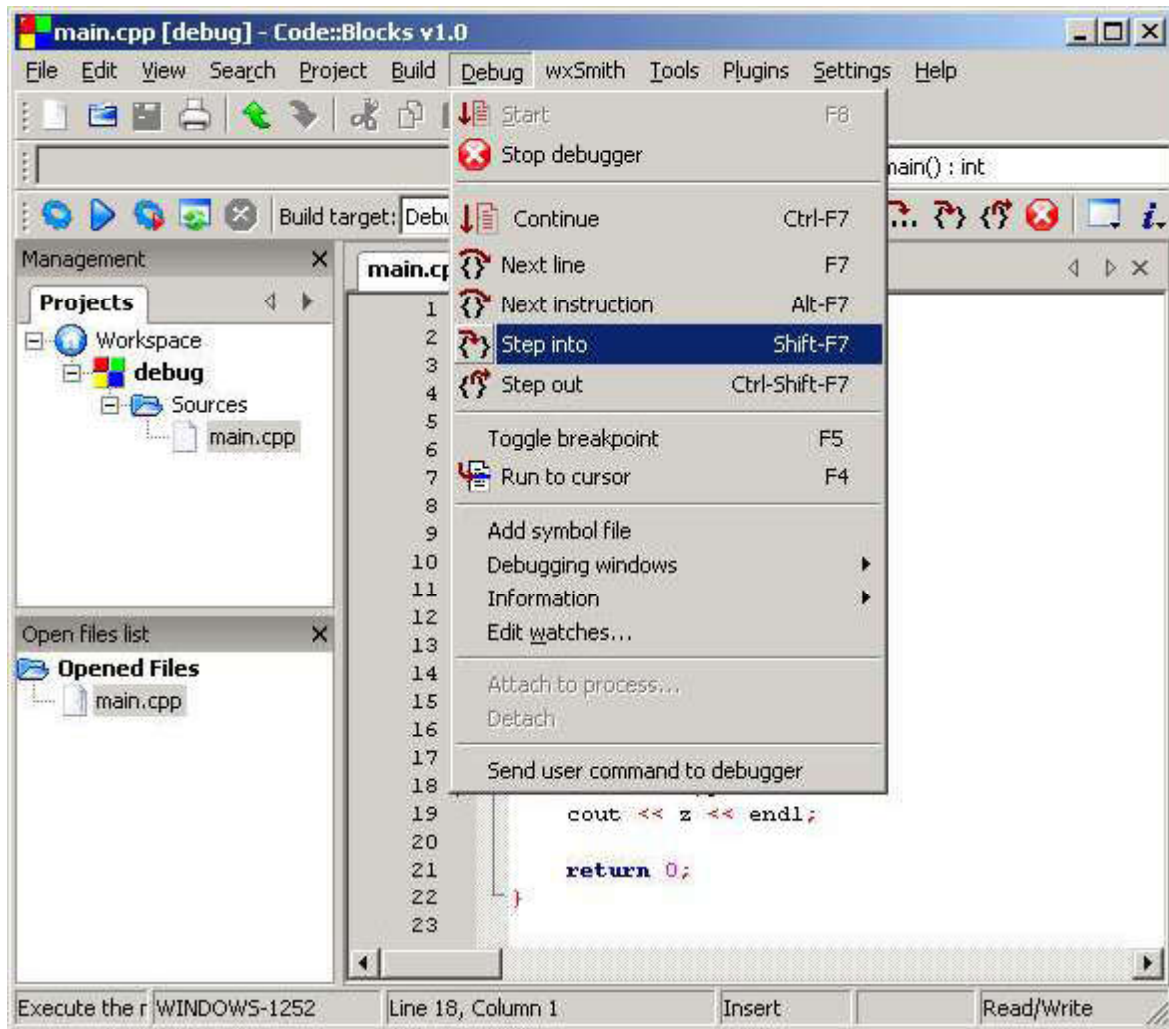 main.cpp [debug] - Code::Blocks v1.0
File Edit View Search Project Build Debug wxSmith Tools Plugins Settings Help
Start F8
Stop debugger
main() : int
Build target:
Continue Ctrl-F7
Management
Next line F7
Projects
Next instruction Alt-F7
Workspace
Step into Shift-F7
debug
Step out Ctrl-Shift-F7
Sources
main.cpp
Toggle breakpoint F5
Run to cursor F4
Add symbol file
Debugging windows
Information
Edit watches...
Attach to process...
Detach
Send user command to debugger
Open files list
Opened Files
main.cpp
1
2
3
4
5
6
7
8
9
10
11
12
13
14
15
16
17
18
19 cout << z << endl;
20
21 return 0;
22 }
23
Execute the r WINDOWS-1252 Line 18, Column 1 Insert Read/Write